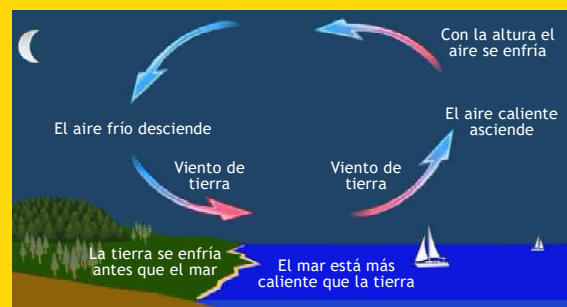 Con la altura el
aire se enfría
El aire caliente
asciende
El aire frío desciende
Viento de
tierra
Viento de
tierra
La tierra se enfría
antes que el mar
El mar está más
caliente que la tierra